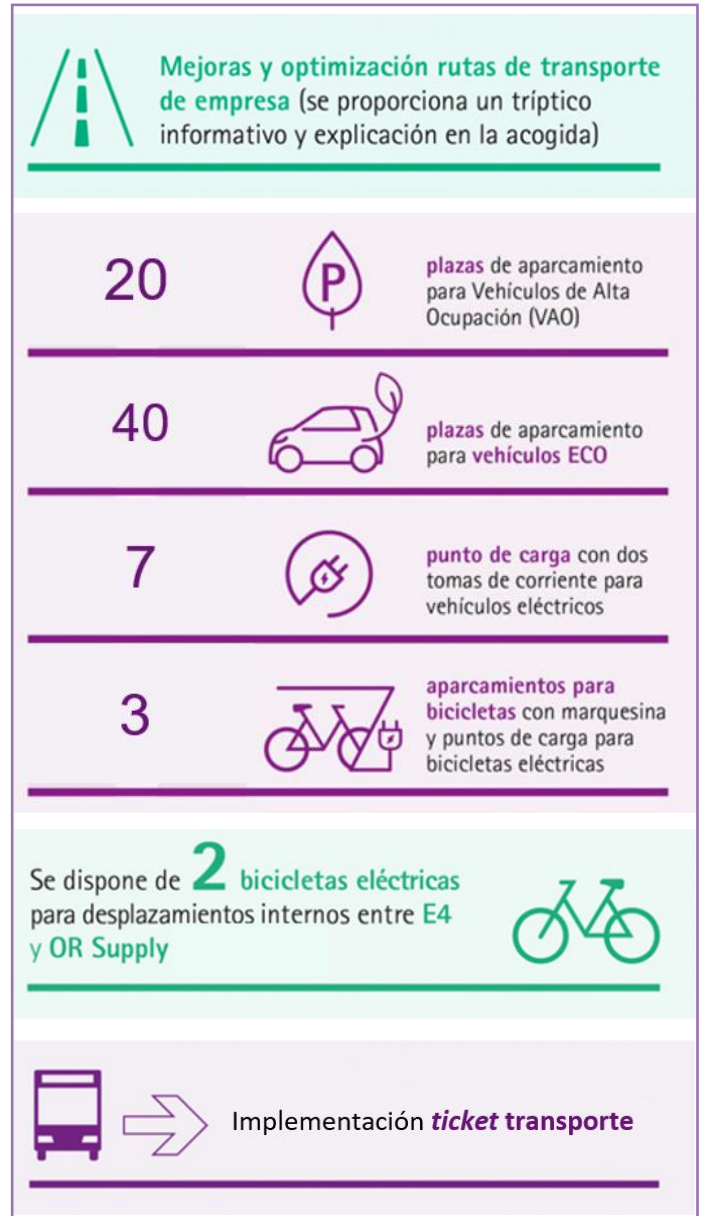 Mejoras y optimización rutas de transporte
de empresa (se proporciona un tríptico
informativo y explicación en la acogida)
20
P
plazas de aparcamiento
para Vehículos de Alta
Ocupación (VAO)
40
plazas de aparcamiento
para vehículos ECO
7
punto de carga con dos
tomas de corriente para
vehículos eléctricos
3
aparcamientos para
bicicletas con marquesina
y puntos de carga para
bicicletas eléctricas
Se dispone de 2 bicicletas eléctricas
para desplazamientos internos entre E4
y OR Supply
Implementación ticket transporte